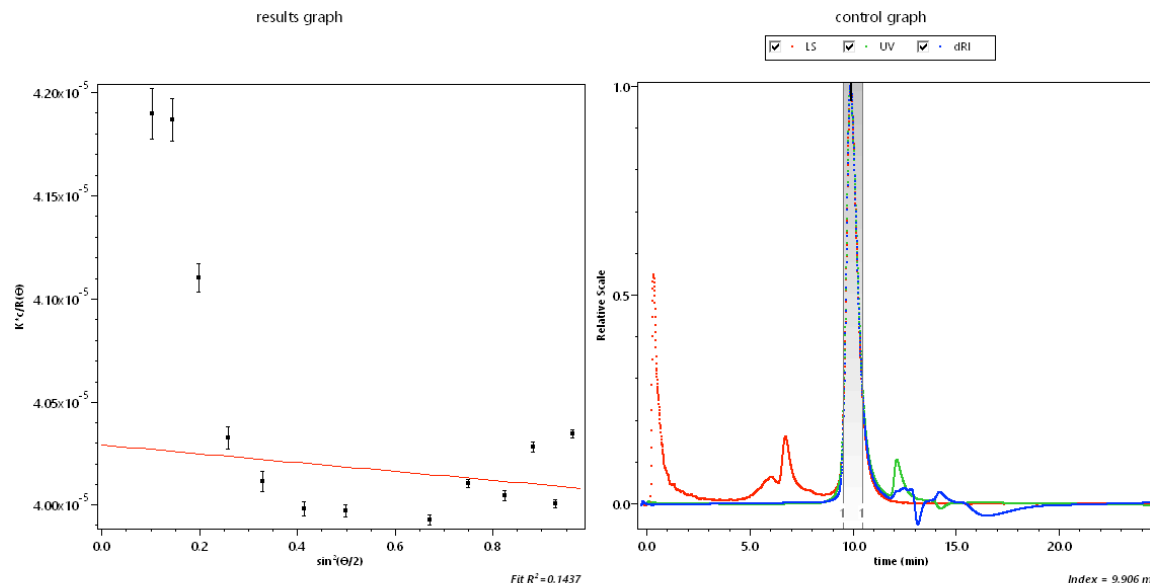 results graph
4.20x10-5
4.15x10-5
4.10x10-5
4.05x10-5
4.00x10-5
K*c/R(Θ)
0.0 0.2 0.4 0.6 0.8
sin2(Θ/2)
Fit R2=0.1437
control graph
LS UV dRI
1.0
0.5
0.0
Relative Scale
0.0 5.0 10.0 15.0 20.0
time (min)
Index = 9.906 m